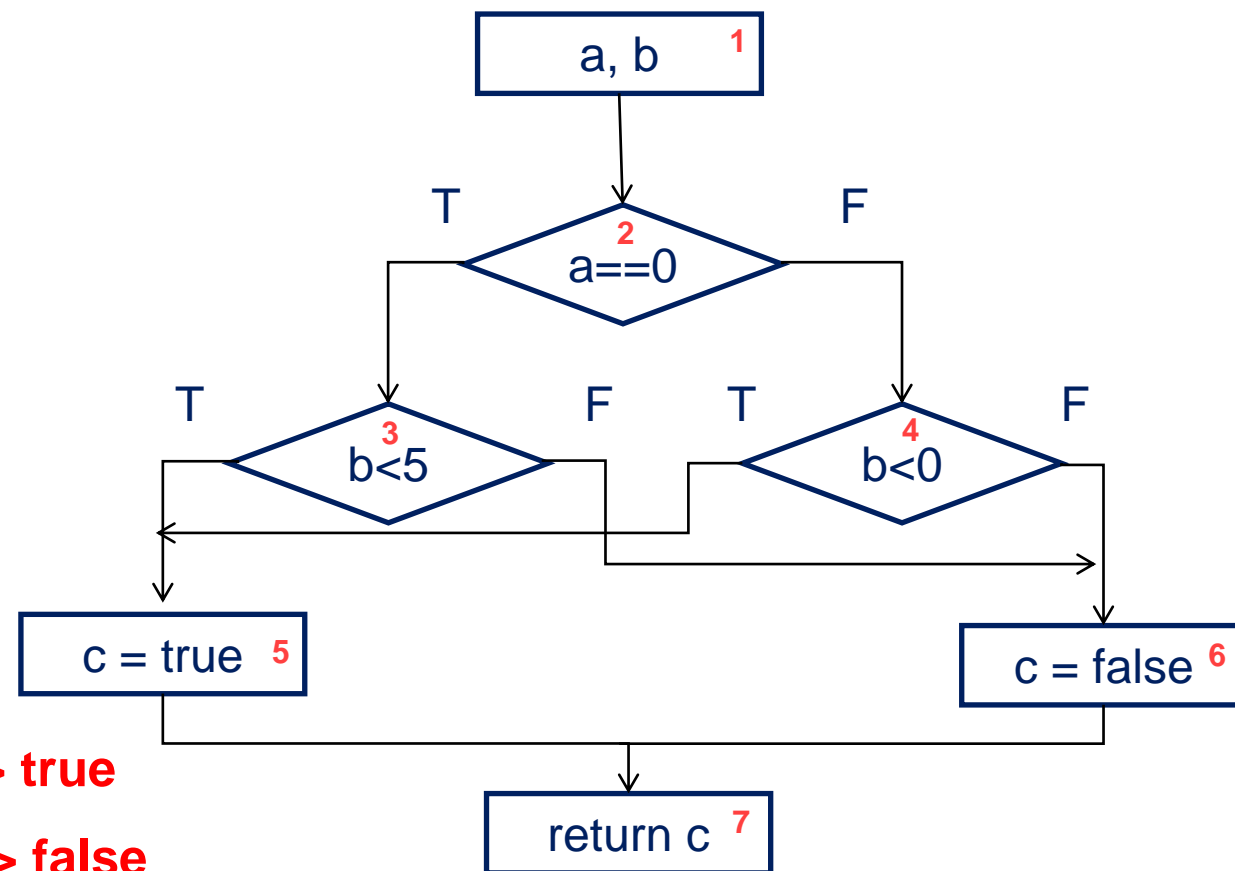 a, b 1
T F
2
a==0
T F T F
3 4
b<5 b<0
c = true 5
c = false 6
> true
return c 7
> false